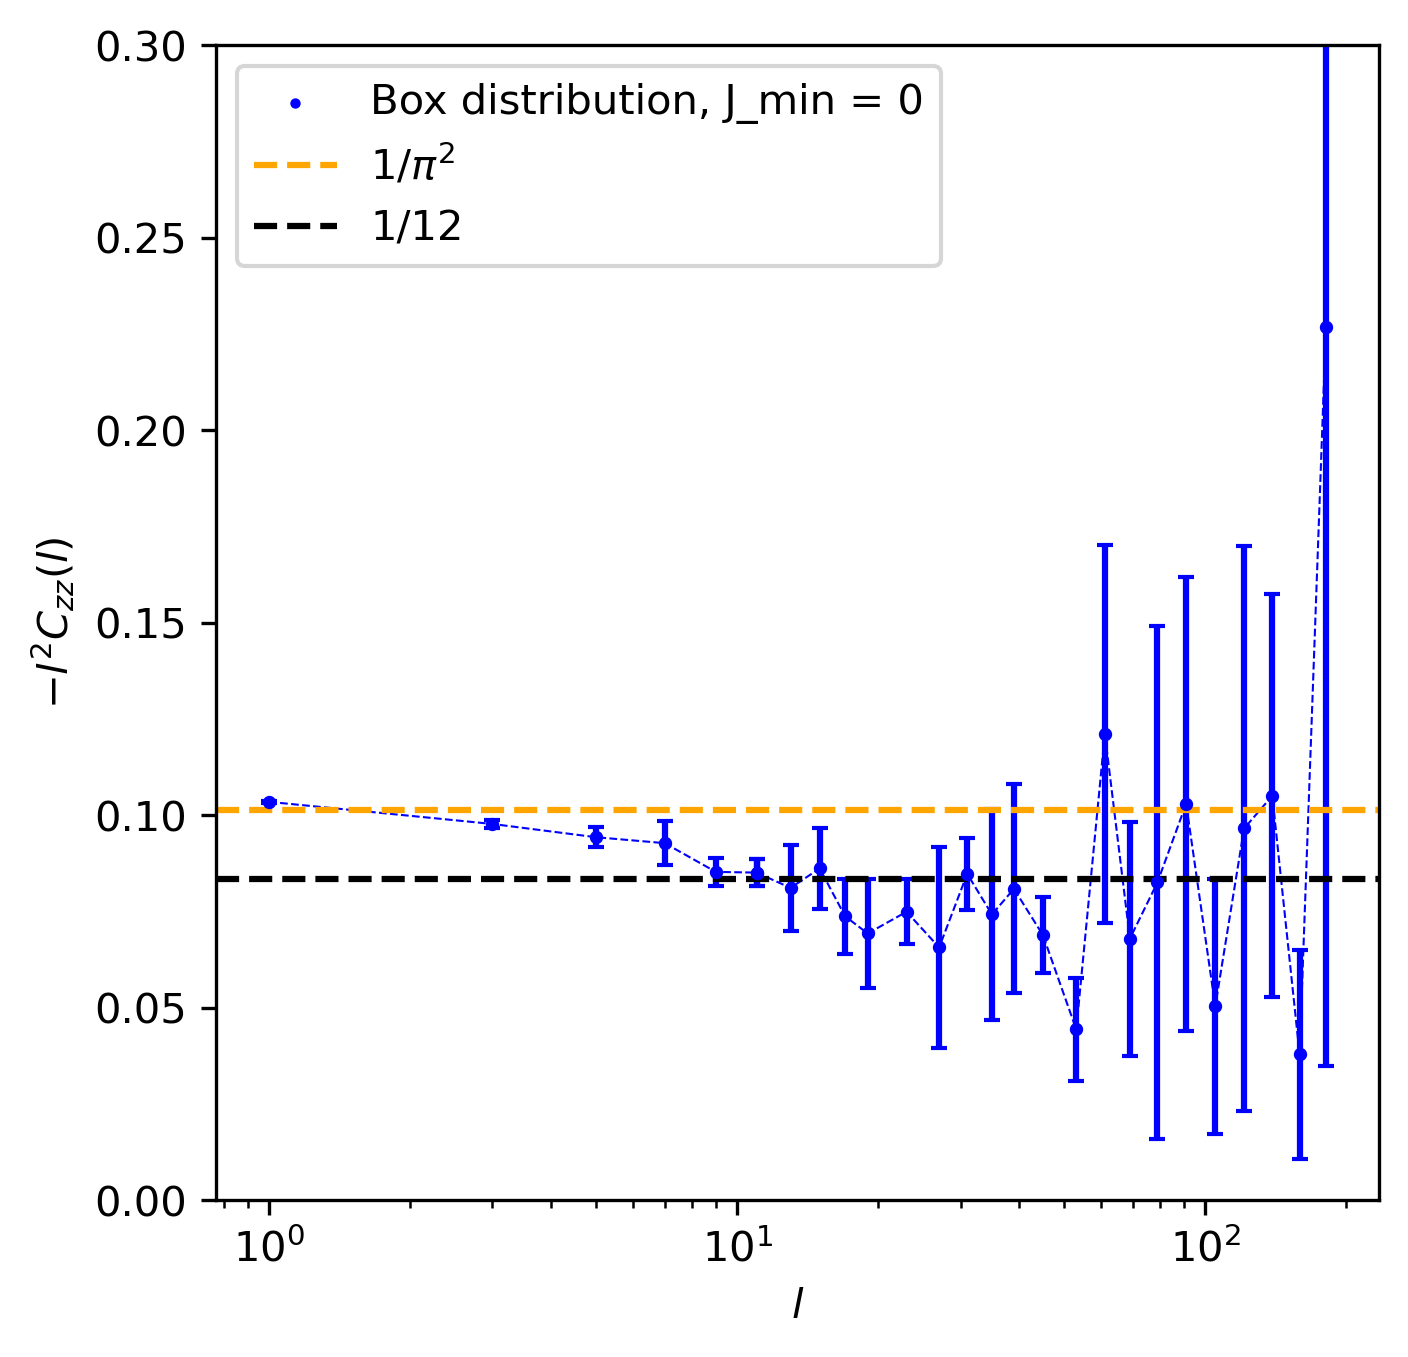 0.30
0.25
0.20
0.15
0.10
0.05
0.00
−l²C_zz(l)
Box distribution, J_min = 0
1/π²
1/12
10⁰
10¹
10²
l